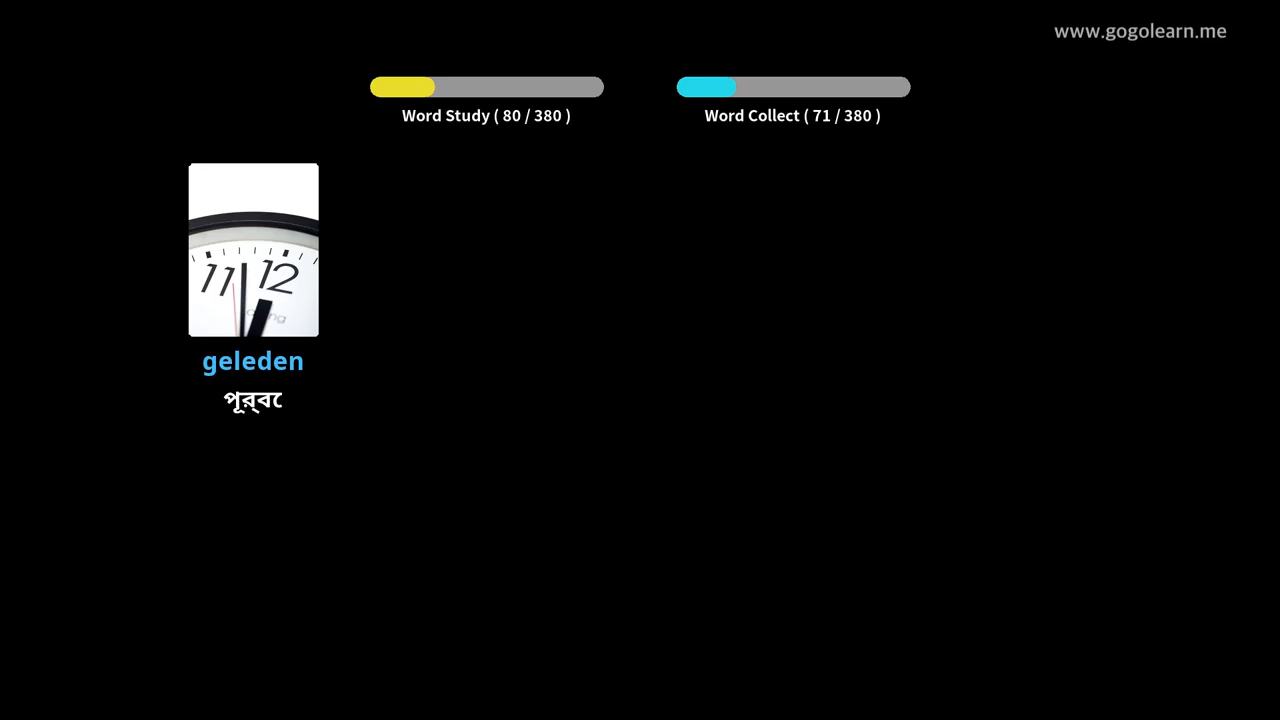 www.gogolearn.me
Word Study ( 80 / 380 )
Word Collect ( 71 / 380 )
11 12
geleden
পূর্বে